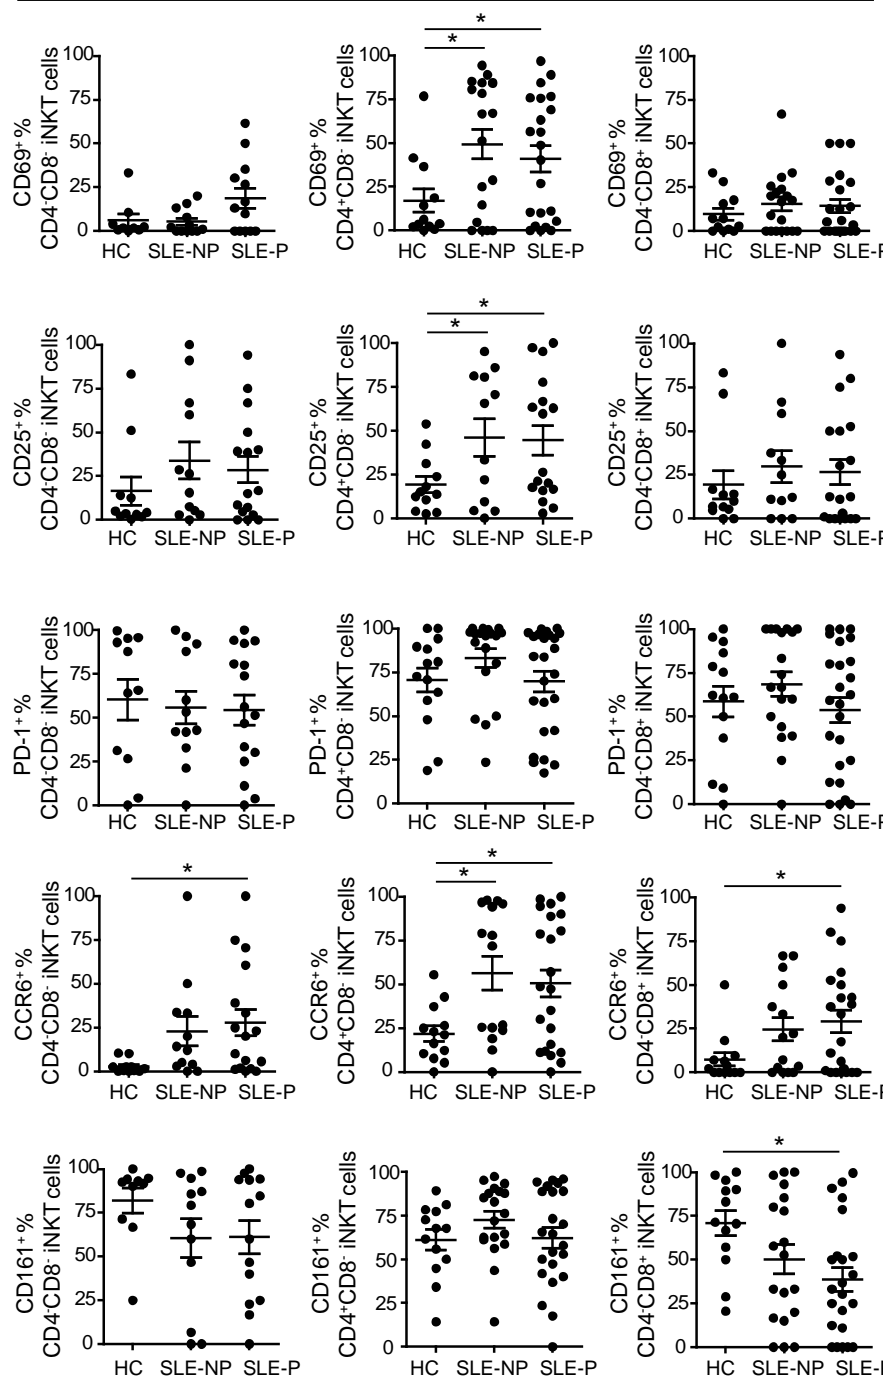 CD69+%
CD4-CD8- iNKT cells
100
75
50
25
0
HC SLE-NP SLE-P
* *
CD69+%
CD4+CD8- iNKT cells
100
75
50
25
0
HC SLE-NP SLE-P
CD69+%
CD4-CD8+ iNKT cells
100
75
50
25
0
HC SLE-NP SLE-P
CD25+%
CD4-CD8- iNKT cells
100
75
50
25
0
HC SLE-NP SLE-P
* *
CD25+%
CD4+CD8- iNKT cells
100
75
50
25
0
HC SLE-NP SLE-P
CD25+%
CD4-CD8+ iNKT cells
100
75
50
25
0
HC SLE-NP SLE-P
PD-1+%
CD4-CD8- iNKT cells
100
75
50
25
0
HC SLE-NP SLE-P
PD-1+%
CD4+CD8- iNKT cells
100
75
50
25
0
HC SLE-NP SLE-P
PD-1+%
CD4-CD8+ iNKT cells
100
75
50
25
0
HC SLE-NP SLE-P
*
CCR6+%
CD4-CD8- iNKT cells
100
75
50
25
0
HC SLE-NP SLE-P
* *
CCR6+%
CD4+CD8- iNKT cells
100
75
50
25
0
HC SLE-NP SLE-P
*
CCR6+%
CD4-CD8+ iNKT cells
100
75
50
25
0
HC SLE-NP SLE-P
CD161+%
CD4-CD8- iNKT cells
100
75
50
25
0
HC SLE-NP SLE-P
CD161+%
CD4+CD8- iNKT cells
100
75
50
25
0
HC SLE-NP SLE-P
*
CD161+%
CD4-CD8+ iNKT cells
100
75
50
25
0
HC SLE-NP SLE-P